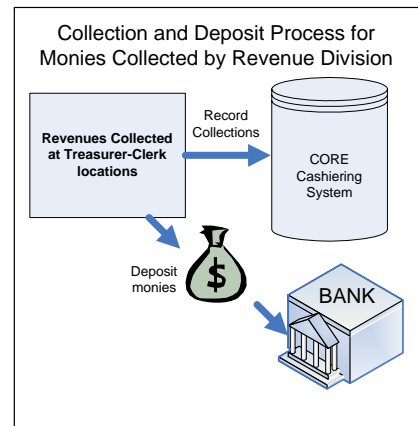 Collection and Deposit Process for
Monies Collected by Revenue Division
Revenues Collected
at Treasurer-Clerk
locations
Record
Collections
CORE
Cashiering
System
Deposit
monies
$
BANK